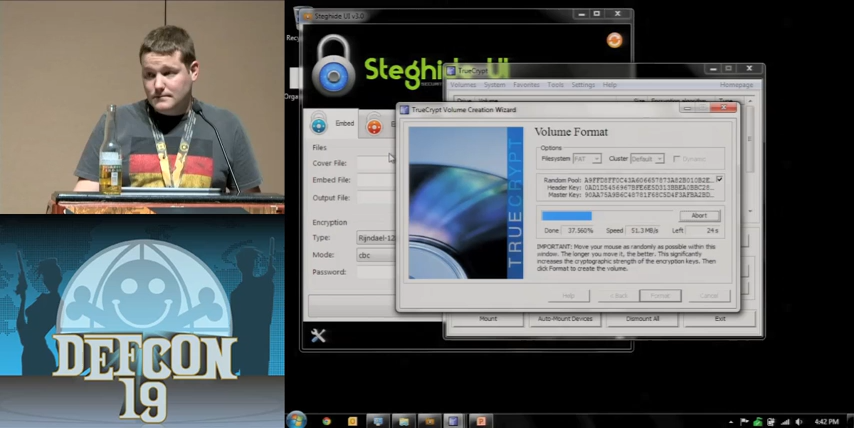 Steghide UI v3.0
Steghide UI
TrueCrypt
Volumes System Favorites Tools Settings Help Homepage
TrueCrypt Volume Creation Wizard
Embed
Files
Cover File:
Embed File:
Output File:
Encryption
Type:
Mode:
cbc
Password:
TRUECRYPT
Volume Format
Options
Filesystem FAT Cluster Default Dynamic
Random Pool:
Header Key:
Master Key:
Abort
Done 37.560% Speed 51.3 MB/s Left 24 s
IMPORTANT: Move your mouse as randomly as possible within this
window. The longer you move it, the better. This significantly
increases the cryptographic strength of the encryption keys. Then
click Format to create the volume.
Help < Back Format Cancel
Mount Auto-Mount Devices Dismount All Exit
DEFCON
19
4:42 PM